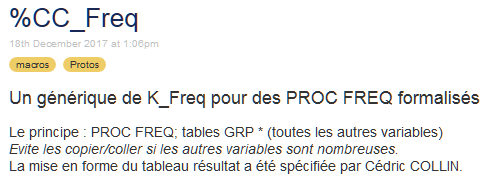 %CC_Freq
18th December 2017 at 1:06pm
macros Protos
Un générique de K_Freq pour des PROC FREQ formalisés
Le principe : PROC FREQ; tables GRP * (toutes les autres variables)
Evite les copier/coller si les autres variables sont nombreuses.
La mise en forme du tableau résultat a été spécifiée par Cédric COLLIN.